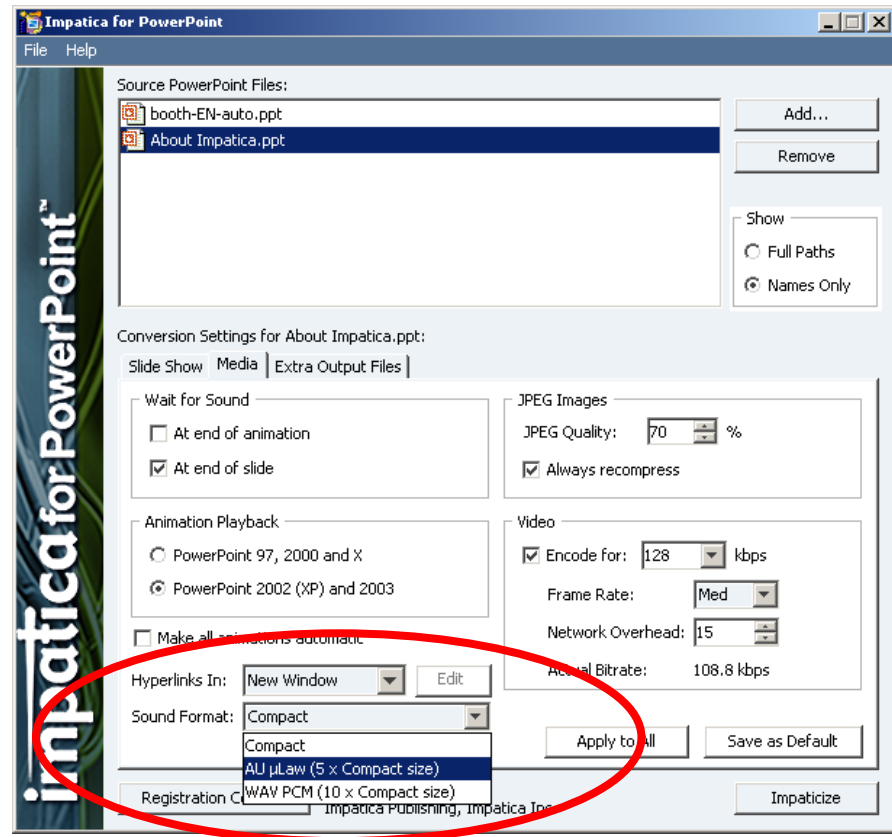 Impatica for PowerPoint
File Help
Source PowerPoint Files:
booth-EN-auto.ppt
About Impatica.ppt
Add...
Remove
Show
Full Paths
Names Only
impatica for PowerPoint™
Conversion Settings for About Impatica.ppt:
Slide Show Media Extra Output Files
Wait for Sound
At end of animation
At end of slide
JPEG Images
JPEG Quality: 70 %
Always recompress
Animation Playback
PowerPoint 97, 2000 and X
PowerPoint 2002 (XP) and 2003
Video
Encode for: 128 kbps
Frame Rate: Med
Network Overhead: 15
Actual Bitrate: 108.8 kbps
Make all animations automatic
Hyperlinks In: New Window Edit
Sound Format: Compact
Compact
AU µLaw (5 x Compact size)
WAV PCM (10 x Compact size)
Apply to All Save as Default
Registration
Impatica Publishing, Impatica
Impaticize